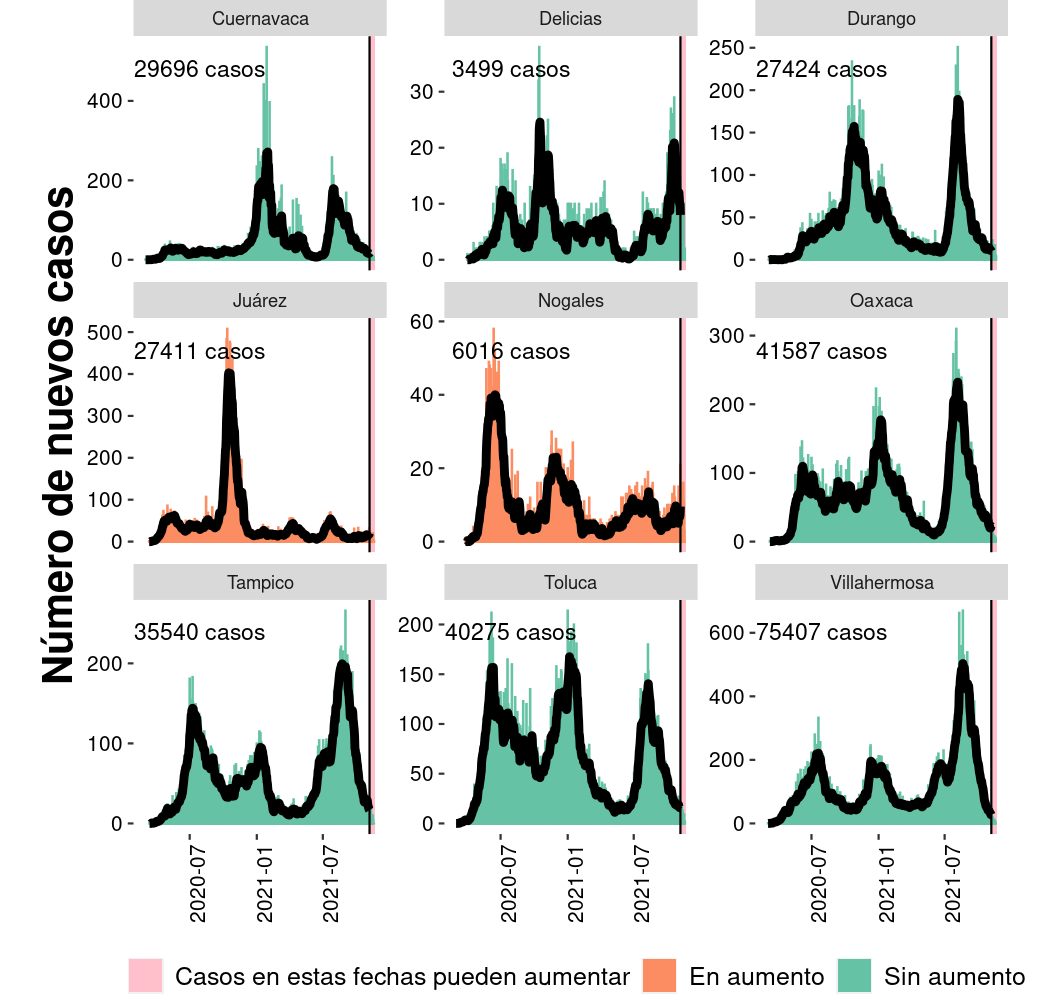 Número de nuevos casos
Cuernavaca
Delicias
Durango
29696 casos
3499 casos
27424 casos
400
200
0
30
20
10
0
250
200
150
100
50
0
Juárez
Nogales
Oaxaca
27411 casos
6016 casos
41587 casos
500
400
300
200
100
0
60
40
20
0
300
200
100
0
Tampico
Toluca
Villahermosa
35540 casos
40275 casos
75407 casos
200
100
0
200
150
100
50
0
600
400
200
0
2020-07
2021-01
2021-07
2020-07
2021-01
2021-07
2020-07
2021-01
2021-07
Casos en estas fechas pueden aumentar
En aumento
Sin aumento